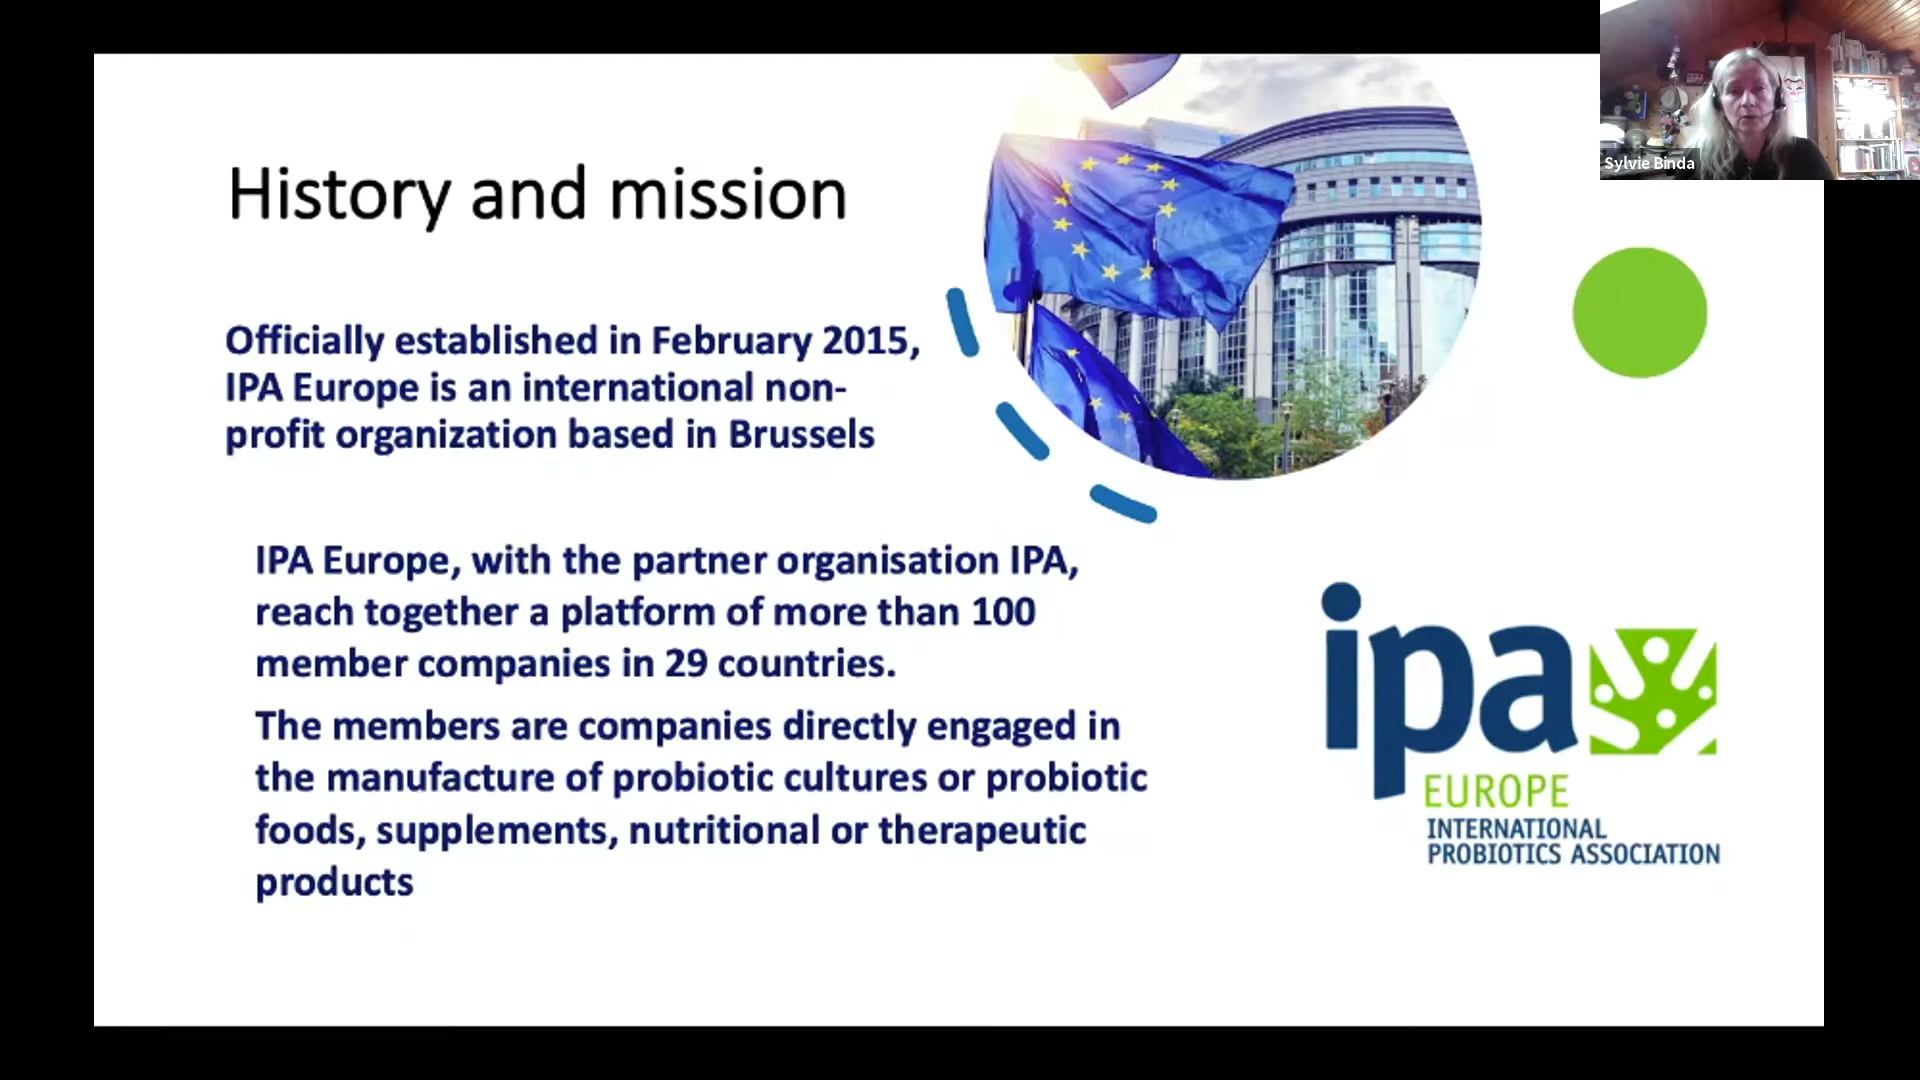 Sylvie Binda
History and mission
Officially established in February 2015,
IPA Europe is an international non-
profit organization based in Brussels
IPA Europe, with the partner organisation IPA,
reach together a platform of more than 100
member companies in 29 countries.
The members are companies directly engaged in
the manufacture of probiotic cultures or probiotic
foods, supplements, nutritional or therapeutic
products
ipa
EUROPE
INTERNATIONAL
PROBIOTICS ASSOCIATION